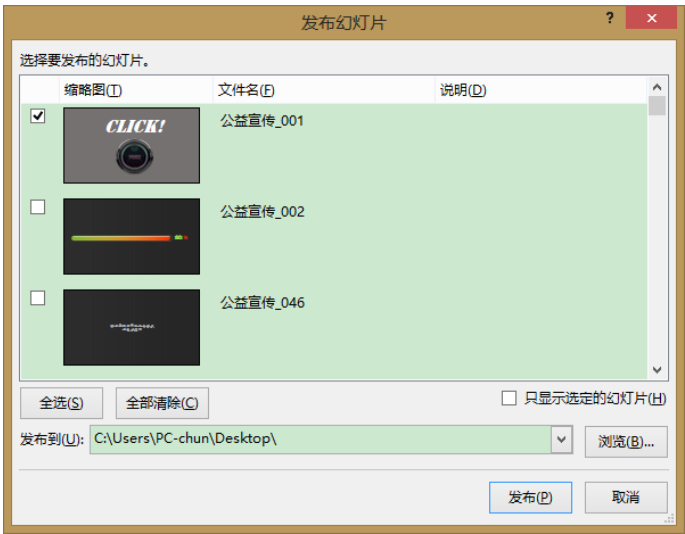 发布幻灯片
?
×
选择要发布的幻灯片。
缩略图(T) 文件名(F) 说明(D)
CLICK!
公益宣传_001
公益宣传_002
公益宣传_046
全选(S) 全部清除(C) 只显示选定的幻灯片(H)
发布到(U): C:\Users\PC-chun\Desktop\ 浏览(B)...
发布(P) 取消